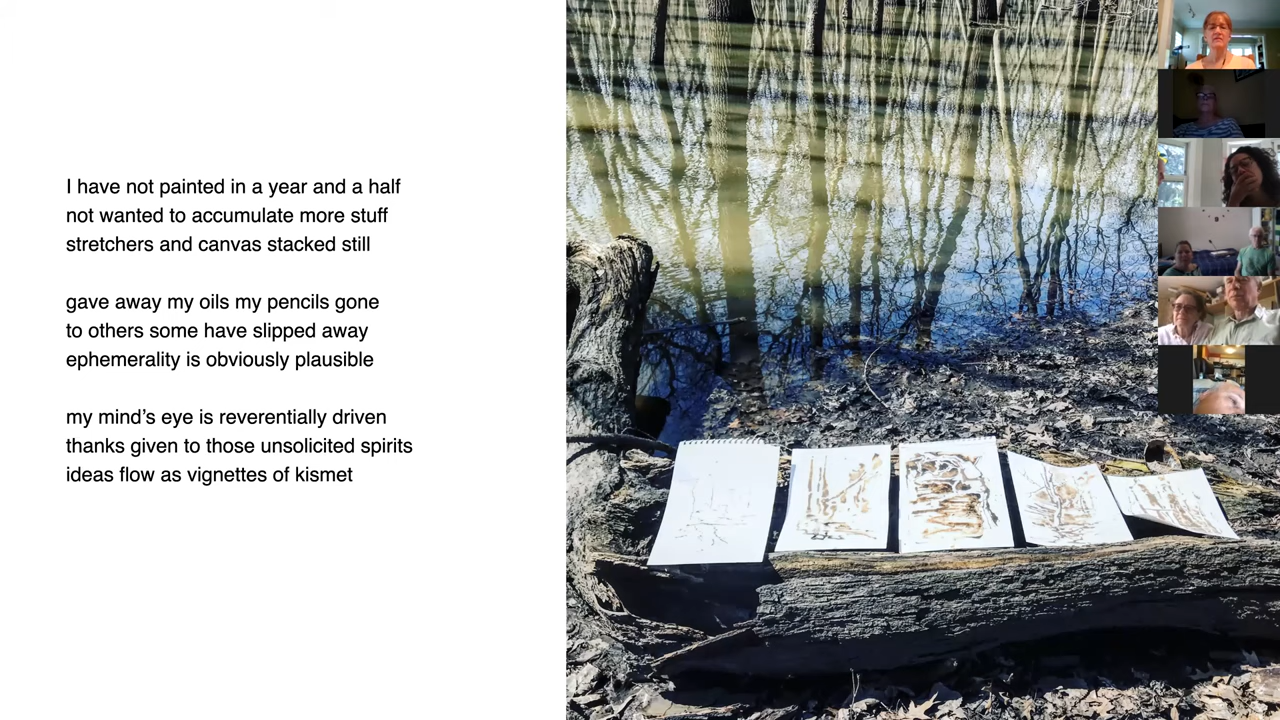 I have not painted in a year and a half
not wanted to accumulate more stuff
stretchers and canvas stacked still
gave away my oils my pencils gone
to others some have slipped away
ephemerality is obviously plausible
my mind’s eye is reverentially driven
thanks given to those unsolicited spirits
ideas flow as vignettes of kismet